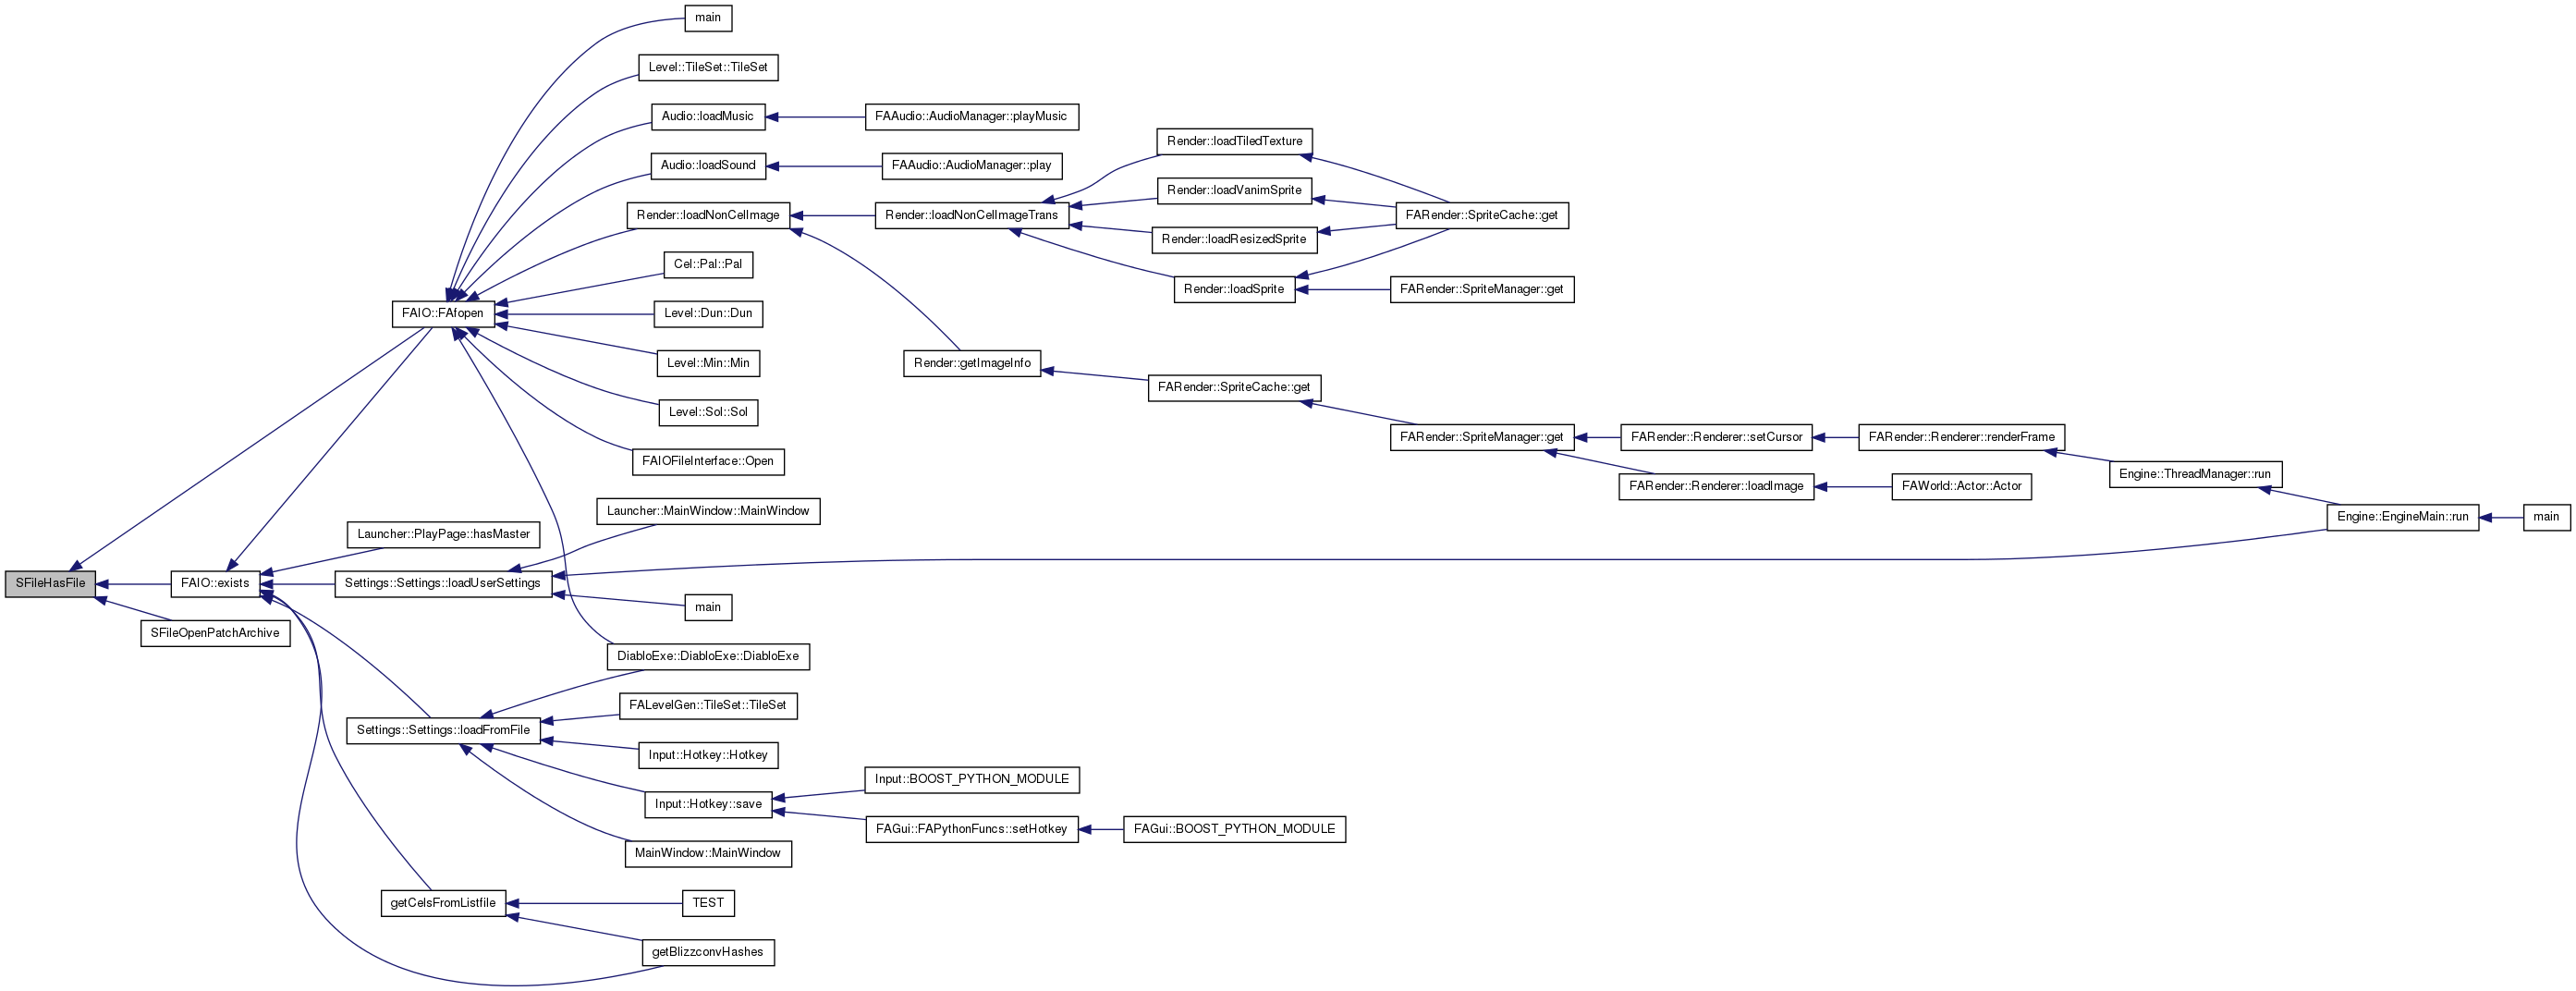 main
Level::TileSet::TileSet
Audio::loadMusic
FAAudio::AudioManager::playMusic
Render::loadTiledTexture
Audio::loadSound
FAAudio::AudioManager::play
Render::loadVanimSprite
Render::loadNonCelImage
Render::loadNonCelImageTrans
FARender::SpriteCache::get
Render::loadResizedSprite
Cel::Pal::Pal
Render::loadSprite
FARender::SpriteManager::get
FAIO::FAfopen
Level::Dun::Dun
Level::Min::Min
Render::getImageInfo
FARender::SpriteCache::get
Level::Sol::Sol
FARender::SpriteManager::get
FARender::Renderer::setCursor
FARender::Renderer::renderFrame
FAIOFileInterface::Open
Engine::ThreadManager::run
FARender::Renderer::loadImage
FAWorld::Actor::Actor
Launcher::MainWindow::MainWindow
Engine::EngineMain::run
main
Launcher::PlayPage::hasMaster
SFileHasFile
FAIO::exists
Settings::Settings::loadUserSettings
main
SFileOpenPatchArchive
DiabloExe::DiabloExe::DiabloExe
FALevelGen::TileSet::TileSet
Settings::Settings::loadFromFile
Input::Hotkey::Hotkey
Input::BOOST_PYTHON_MODULE
Input::Hotkey::save
FAGui::FAPythonFuncs::setHotkey
FAGui::BOOST_PYTHON_MODULE
MainWindow::MainWindow
getCelsFromListfile
TEST
getBlizzconvHashes